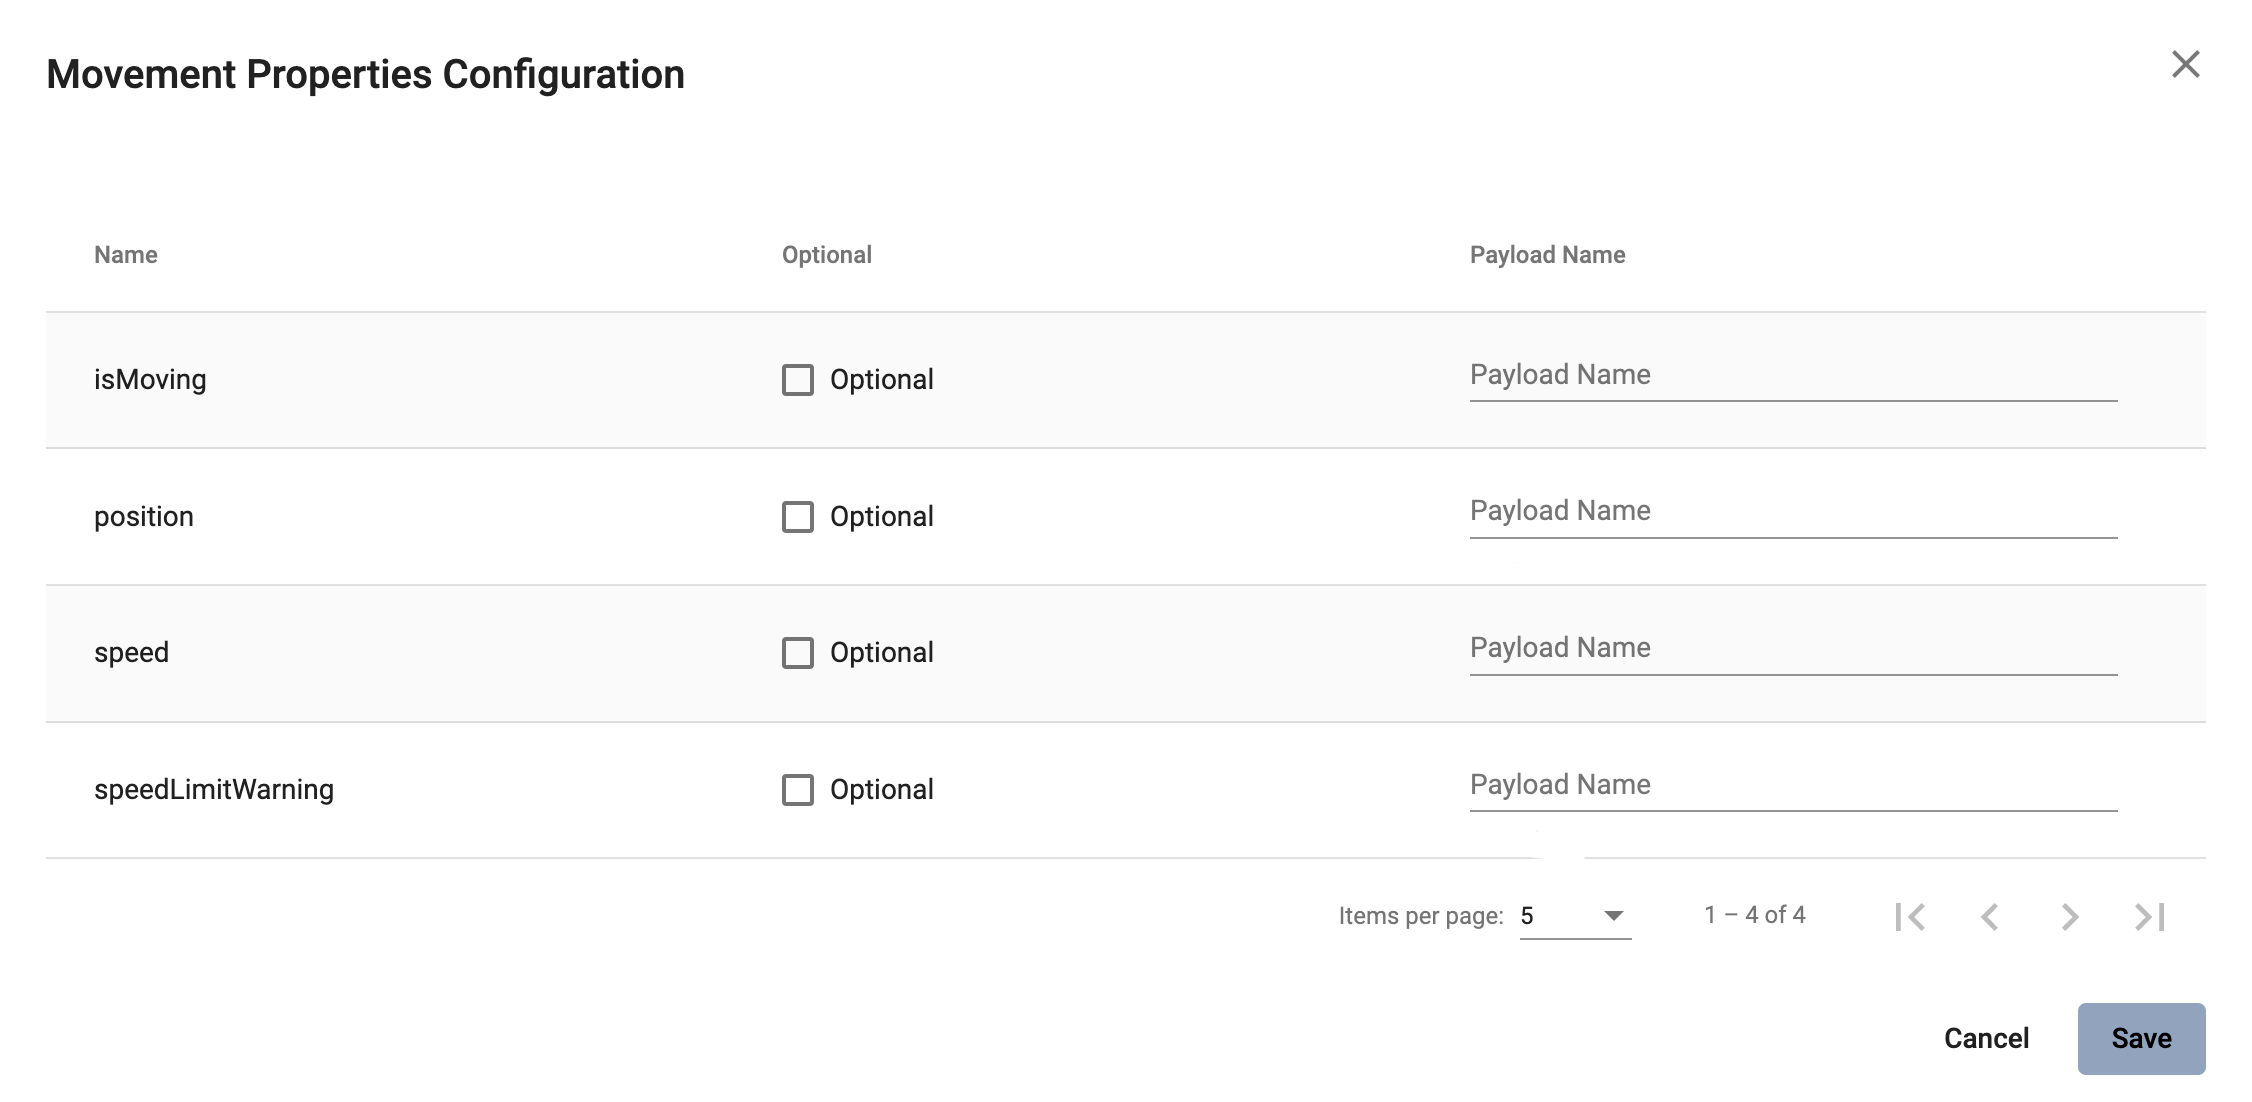 Movement Properties Configuration
Name Optional Payload Name
isMoving Optional Payload Name
position Optional Payload Name
speed Optional Payload Name
speedLimitWarning Optional Payload Name
Items per page: 5 1 – 4 of 4
Cancel Save